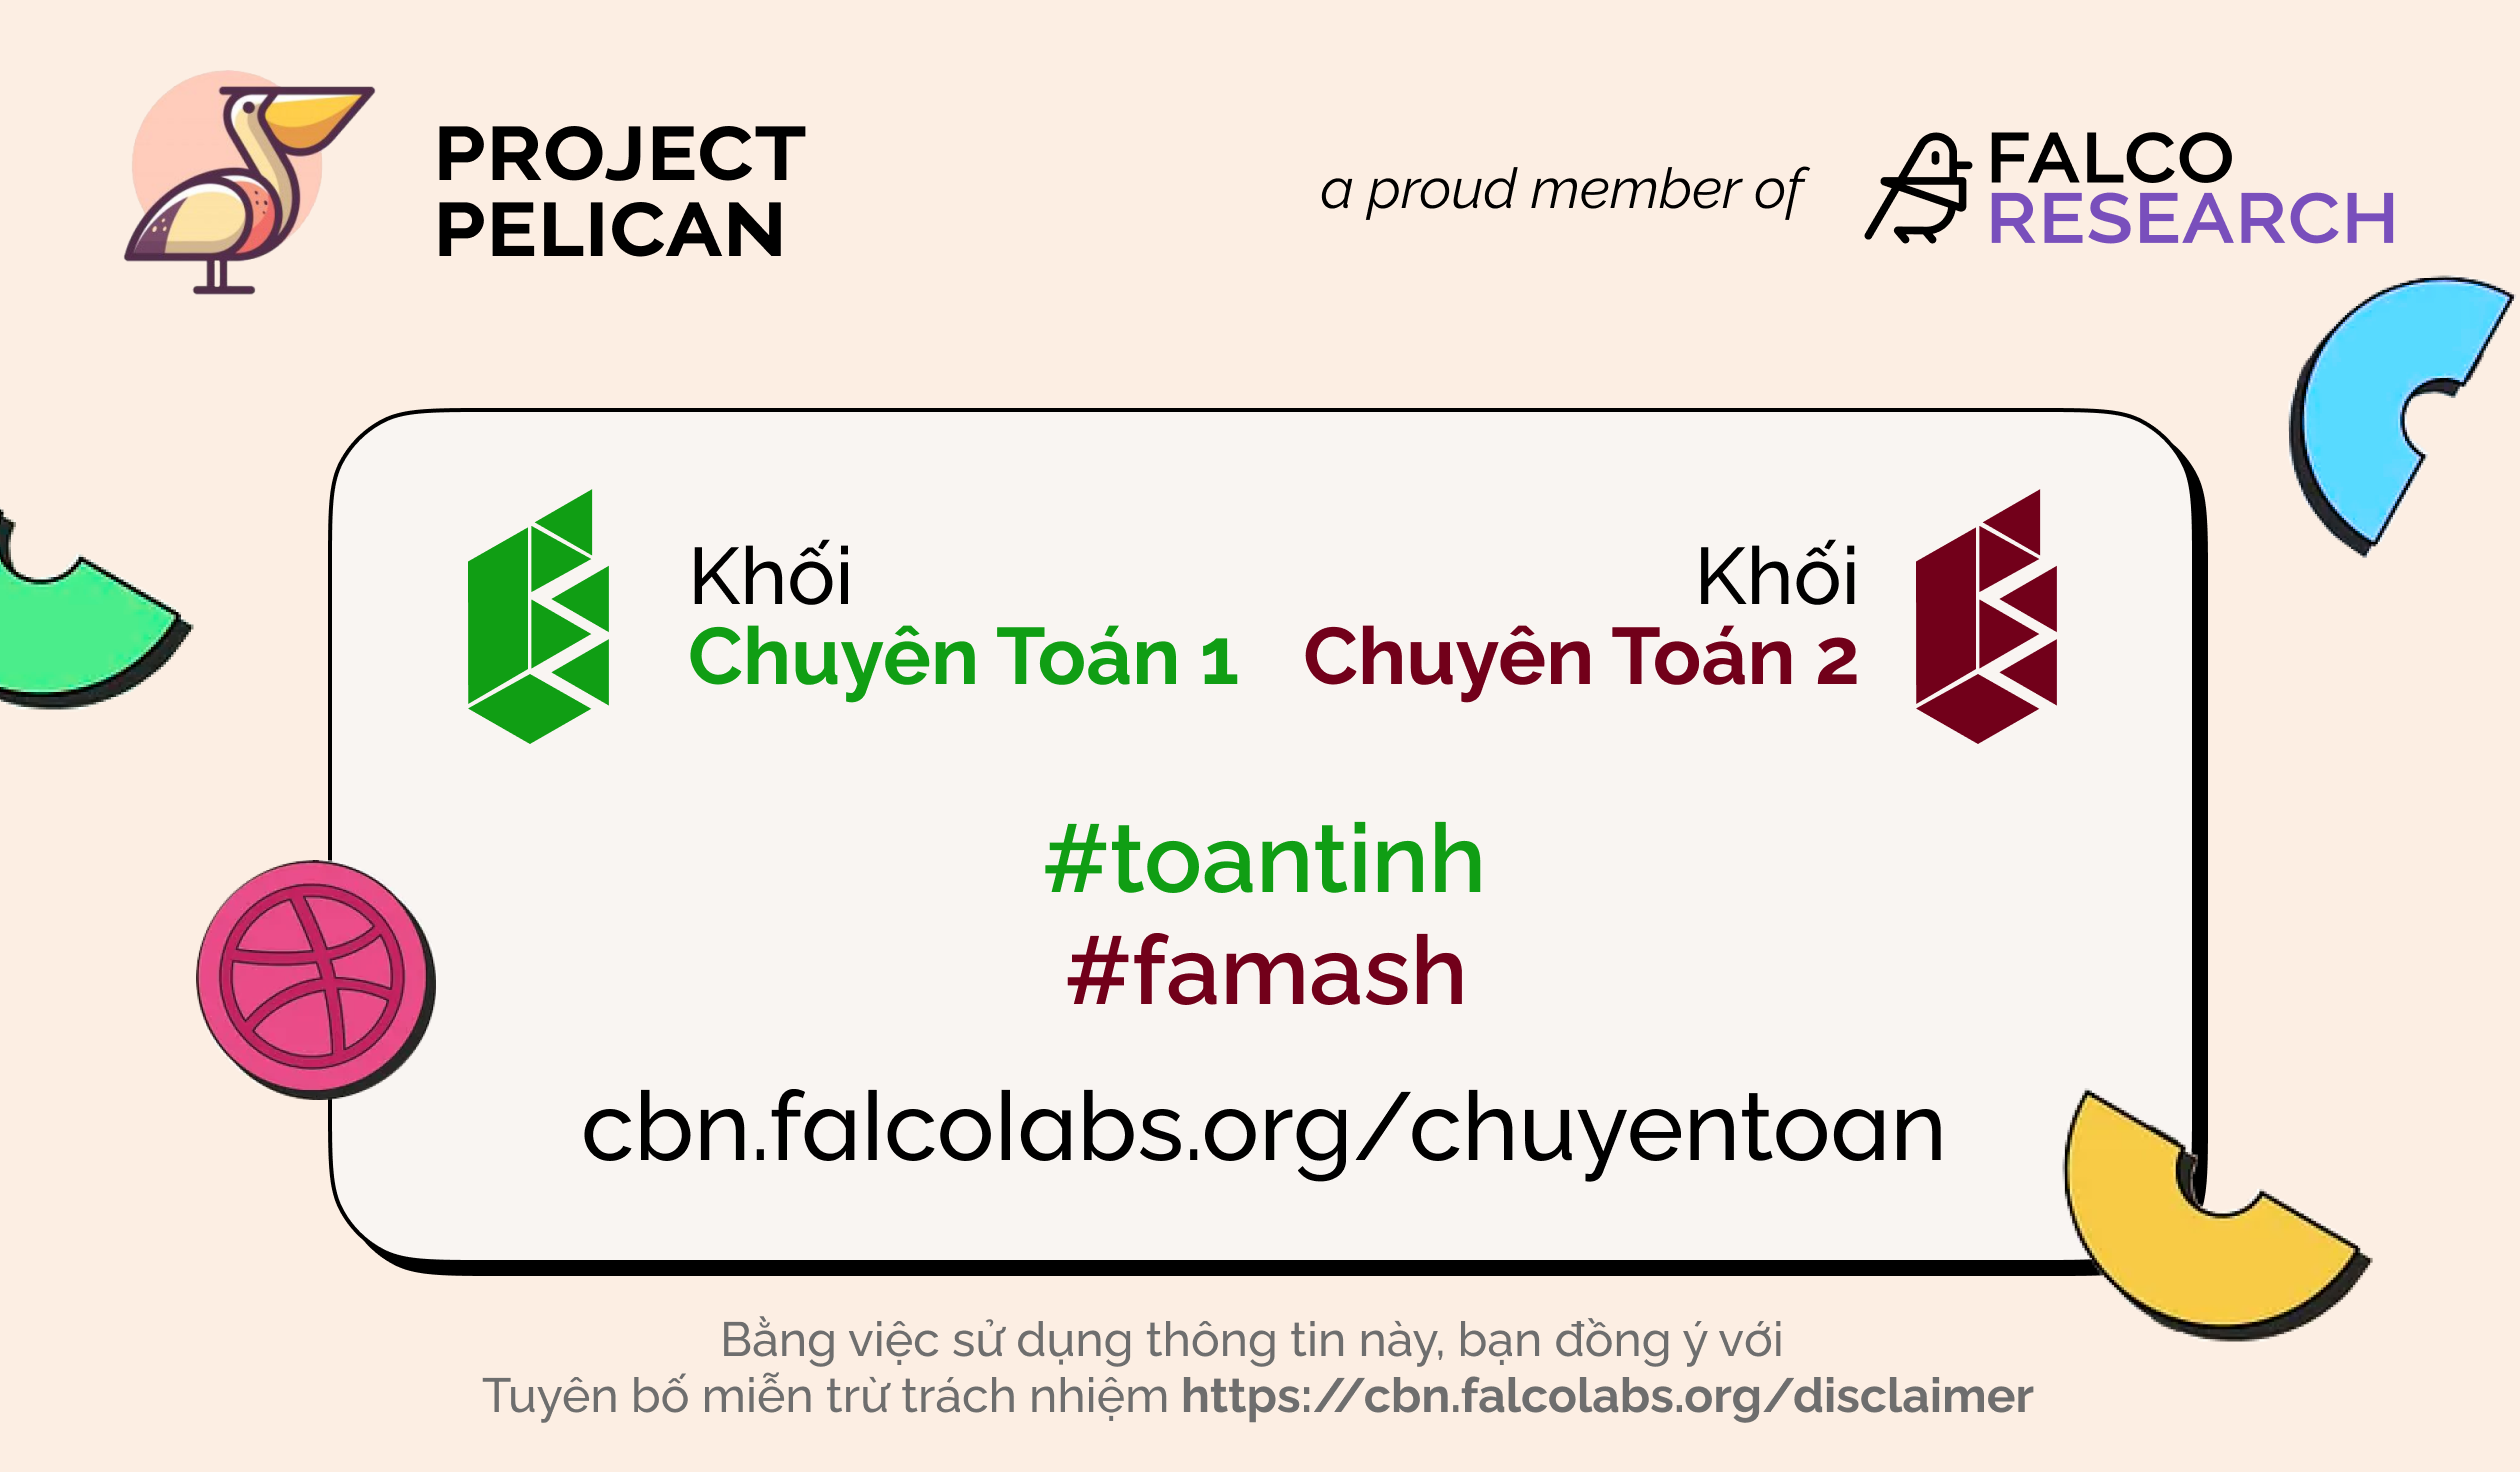 PROJECT
PELICAN
a proud member of
FALCO
RESEARCH
Khối
Chuyên Toán 1
Khối
Chuyên Toán 2
#toantinh
#famash
cbn.falcolabs.org/chuyentoan
Bằng việc sử dụng thông tin này, bạn đồng ý với
Tuyên bố miễn trừ trách nhiệm https://cbn.falcolabs.org/disclaimer